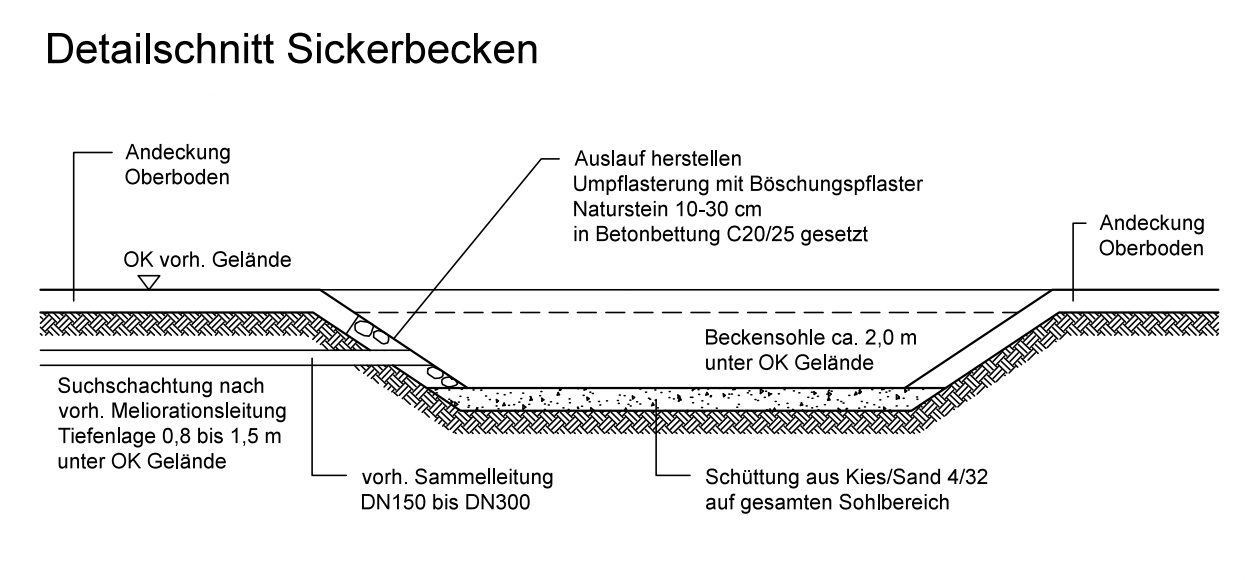 Detailschnitt Sickerbecken
Andeckung
Oberboden
Auslauf herstellen
Umpflasterung mit Böschungspflaster
Naturstein 10-30 cm
in Betonbettung C20/25 gesetzt
Andeckung
Oberboden
OK vorh. Gelände
Beckensohle ca. 2,0 m
unter OK Gelände
Suchschachtung nach
vorh. Meliorationsleitung
Tiefenlage 0,8 bis 1,5 m
unter OK Gelände
vorh. Sammelleitung
DN150 bis DN300
Schüttung aus Kies/Sand 4/32
auf gesamten Sohlbereich